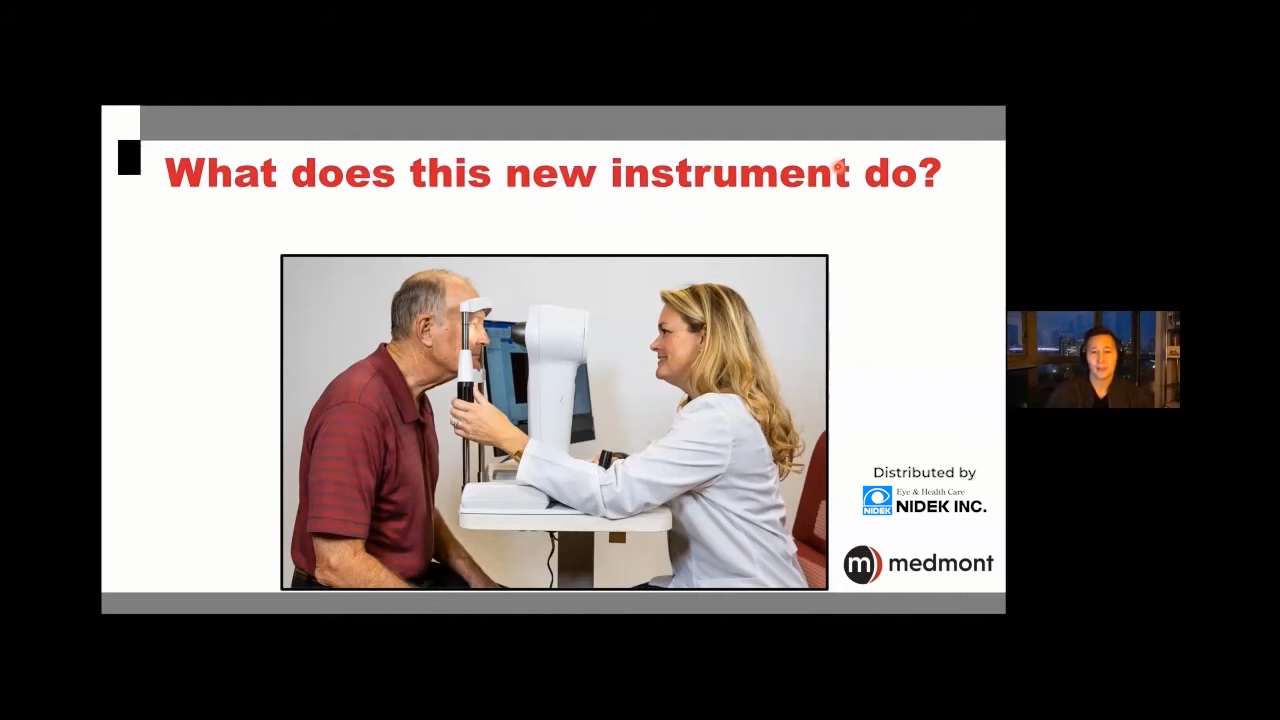 What does this new instrument do?
Distributed by
Eye & Health Care
NIDEK
NIDEK INC.
m medmont